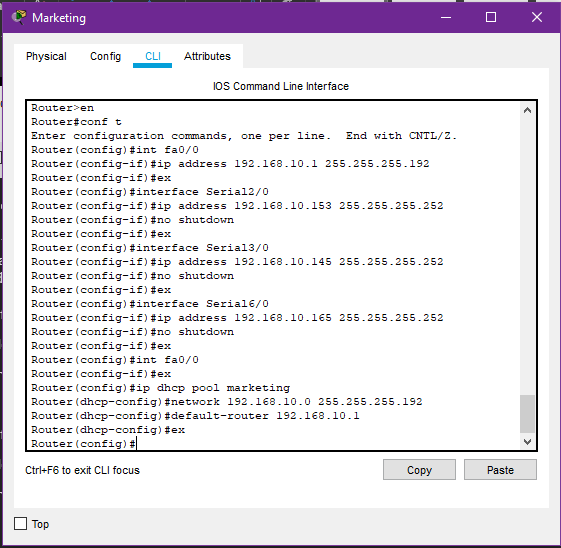 Marketing
Physical Config CLI Attributes
IOS Command Line Interface
Router>en
Router#conf t
Enter configuration commands, one per line.  End with CNTL/Z.
Router(config)#int fa0/0
Router(config-if)#ip address 192.168.10.1 255.255.255.192
Router(config-if)#ex
Router(config)#interface Serial2/0
Router(config-if)#ip address 192.168.10.153 255.255.255.252
Router(config-if)#no shutdown
Router(config-if)#ex
Router(config)#interface Serial3/0
Router(config-if)#ip address 192.168.10.145 255.255.255.252
Router(config-if)#no shutdown
Router(config-if)#ex
Router(config)#interface Serial6/0
Router(config-if)#ip address 192.168.10.165 255.255.255.252
Router(config-if)#no shutdown
Router(config-if)#ex
Router(config)#int fa0/0
Router(config-if)#ex
Router(config)#ip dhcp pool marketing
Router(dhcp-config)#network 192.168.10.0 255.255.255.192
Router(dhcp-config)#default-router 192.168.10.1
Router(dhcp-config)#ex
Router(config)#
Ctrl+F6 to exit CLI focus Copy Paste
Top